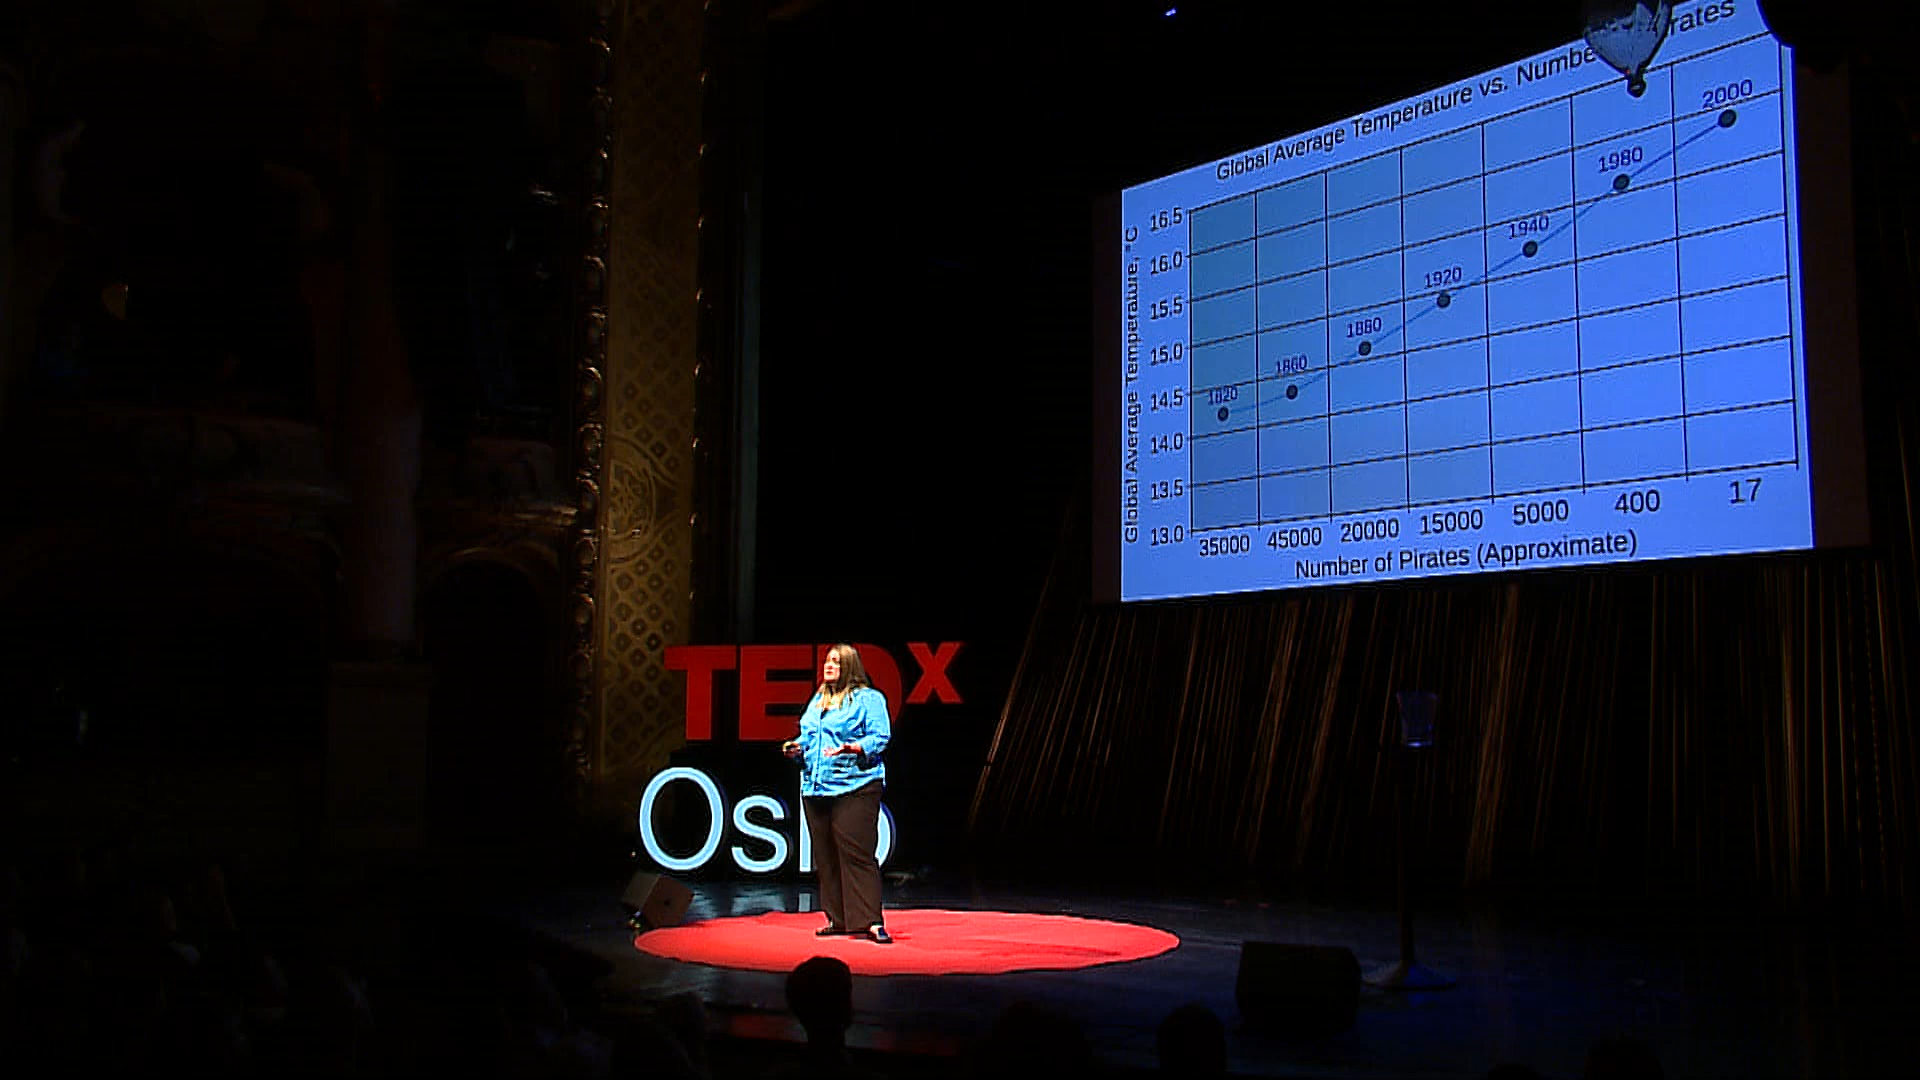 Global Average Temperature vs. Number
2000
1980
1940
1920
1880
1860
1820
Global Average Temperature, °C
16.5
16.0
15.5
15.0
14.5
14.0
13.5
13.0
35000 45000 20000 15000 5000 400 17
Number of Pirates (Approximate)
TEDx
Oslo